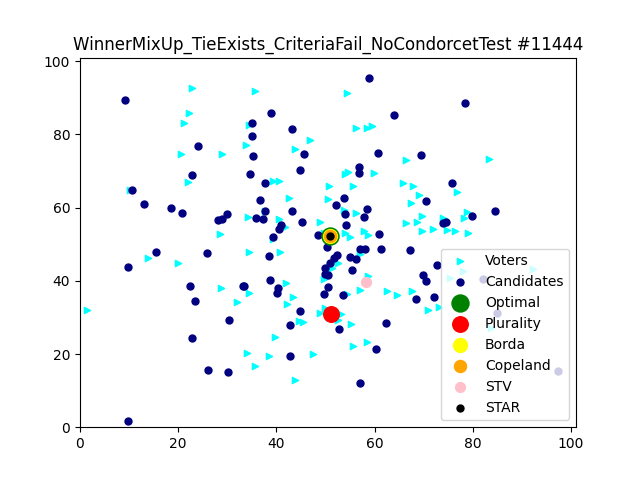 WinnerMixUp_TieExists_CriteriaFail_NoCondorcetTest #11444
100
80
60
40
20
0
0 20 40 60 80 100
Voters
Candidates
Optimal
Plurality
Borda
Copeland
STV
STAR